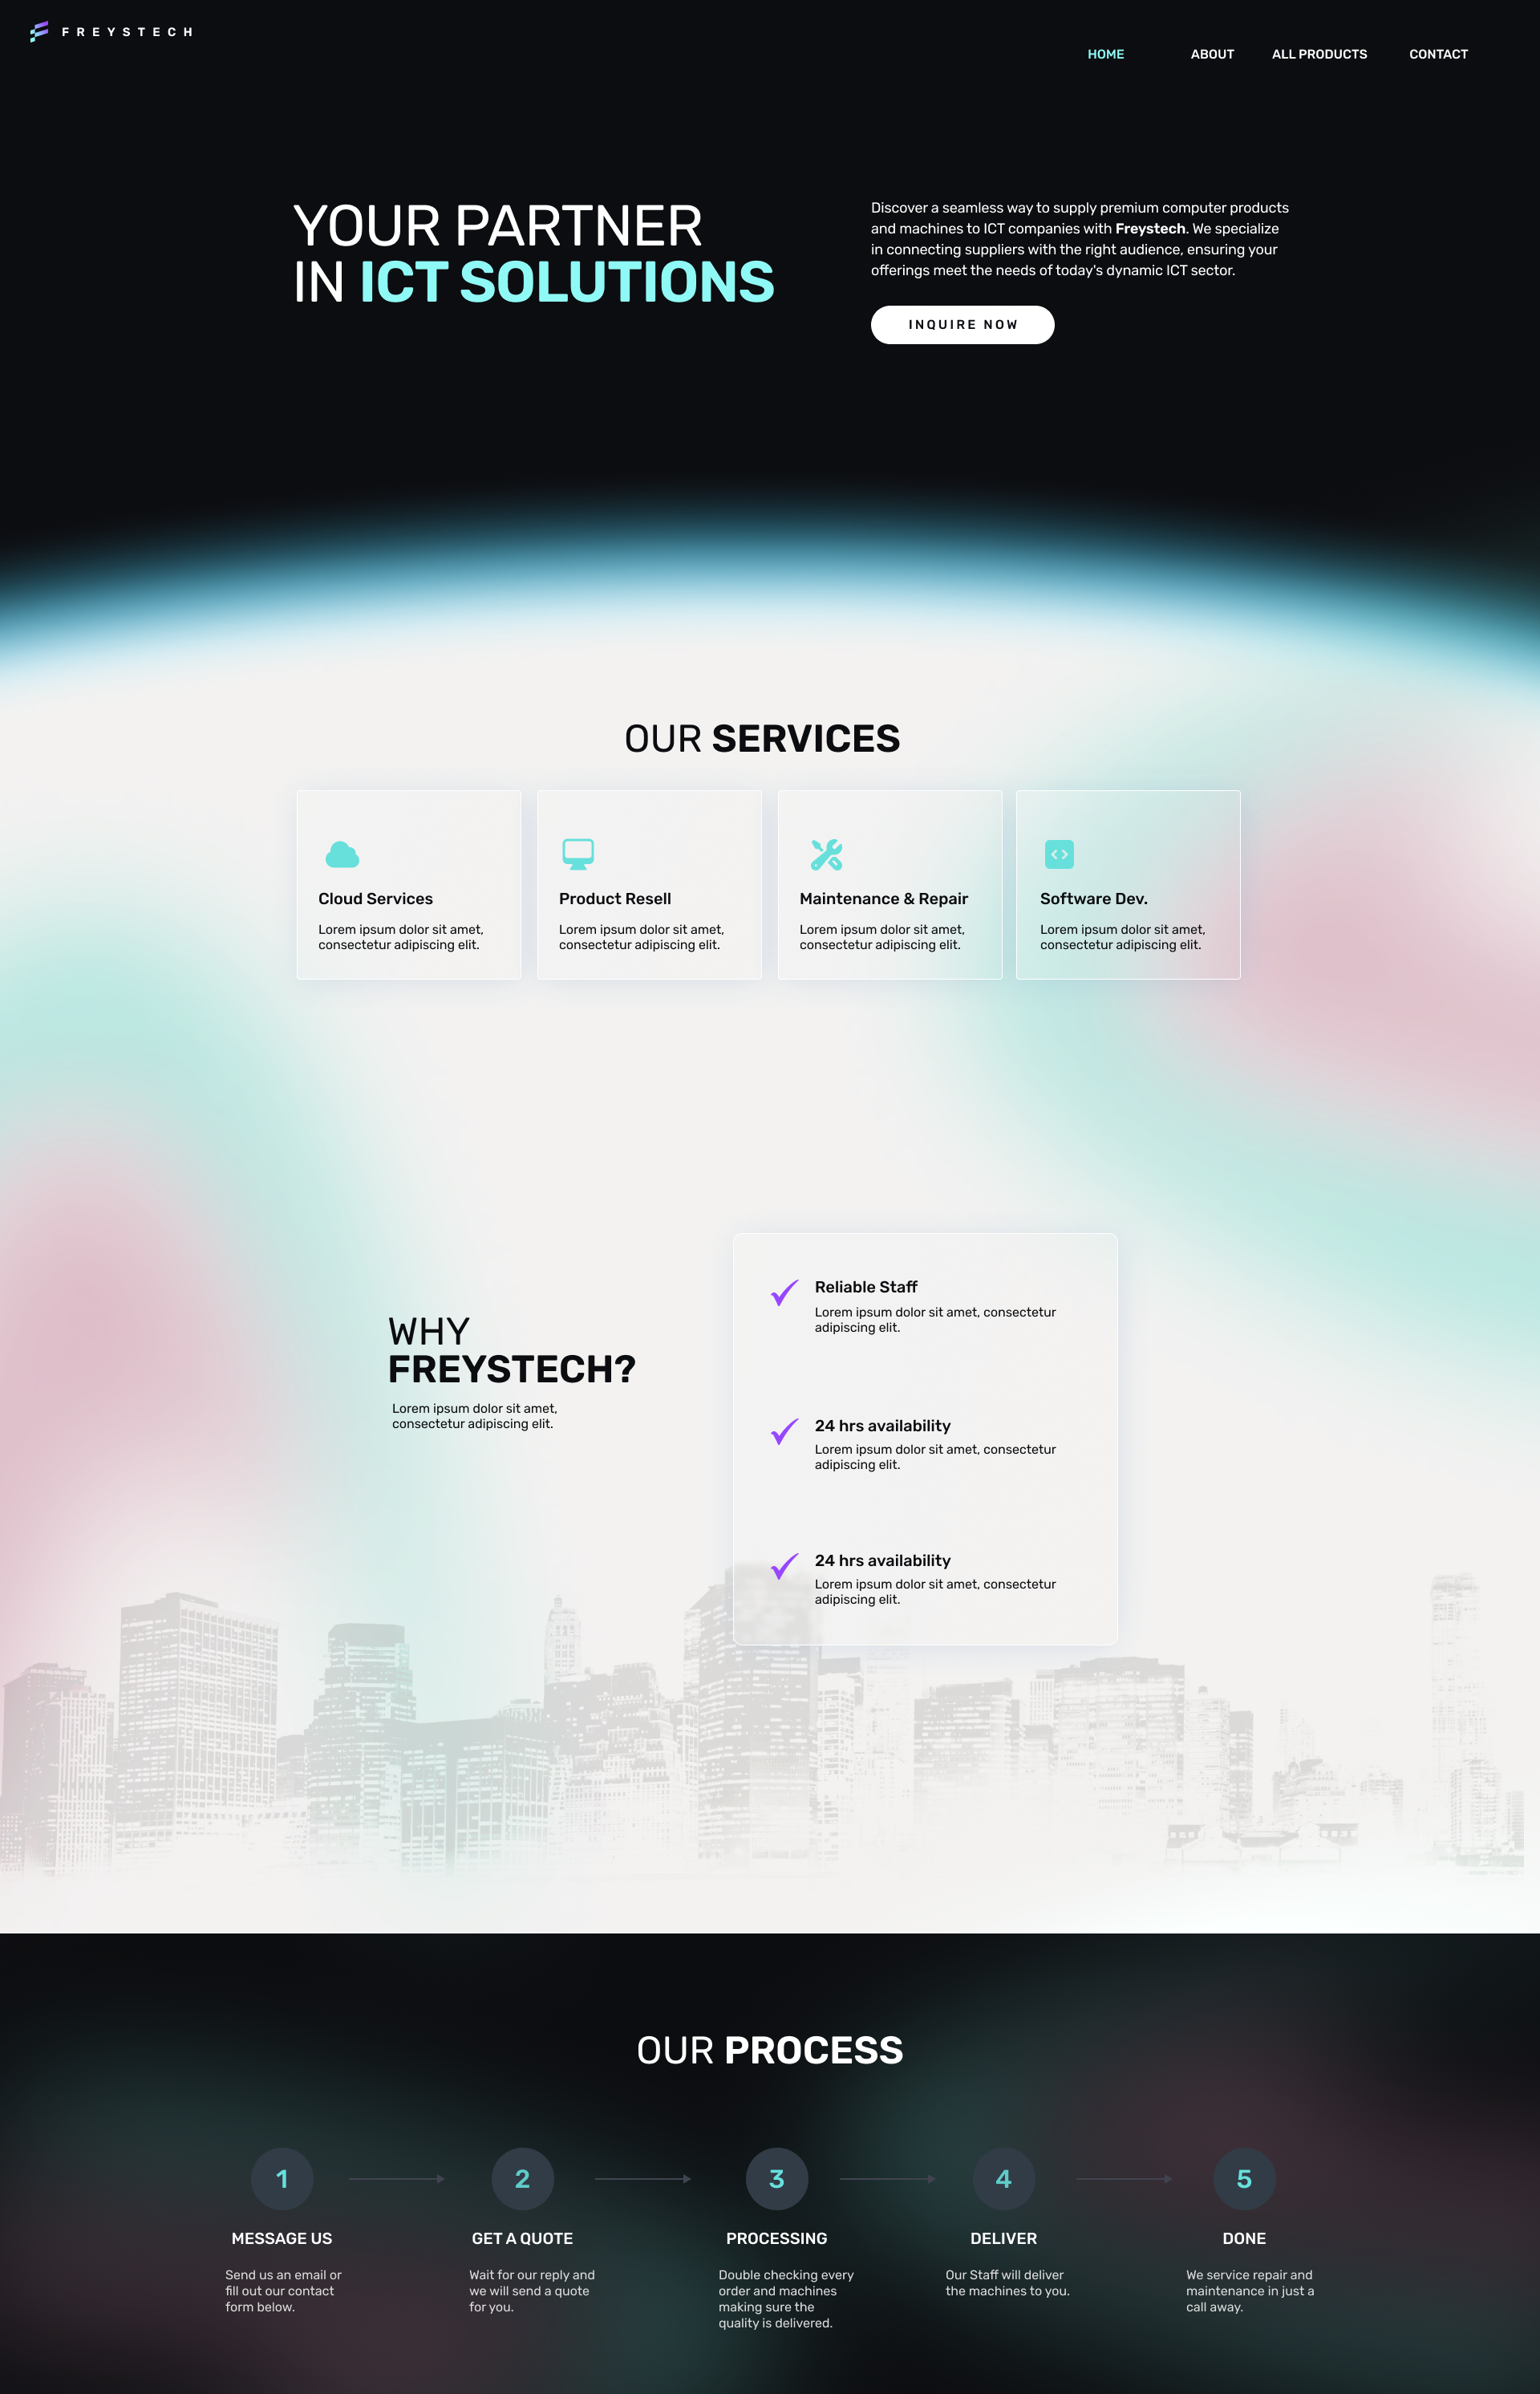 FREYSTECH
HOME
ABOUT
ALL PRODUCTS
CONTACT
YOUR PARTNER
IN ICT SOLUTIONS
Discover a seamless way to supply premium computer products
and machines to ICT companies with Freystech. We specialize
in connecting suppliers with the right audience, ensuring your
offerings meet the needs of today's dynamic ICT sector.
INQUIRE NOW
OUR SERVICES
Cloud Services
Lorem ipsum dolor sit amet,
consectetur adipiscing elit.
Product Resell
Lorem ipsum dolor sit amet,
consectetur adipiscing elit.
Maintenance & Repair
Lorem ipsum dolor sit amet,
consectetur adipiscing elit.
Software Dev.
Lorem ipsum dolor sit amet,
consectetur adipiscing elit.
WHY
FREYSTECH?
Lorem ipsum dolor sit amet,
consectetur adipiscing elit.
Reliable Staff
Lorem ipsum dolor sit amet, consectetur
adipiscing elit.
24 hrs availability
Lorem ipsum dolor sit amet, consectetur
adipiscing elit.
24 hrs availability
Lorem ipsum dolor sit amet, consectetur
adipiscing elit.
OUR PROCESS
1
MESSAGE US
Send us an email or
fill out our contact
form below.
2
GET A QUOTE
Wait for our reply and
we will send a quote
for you.
3
PROCESSING
Double checking every
order and machines
making sure the
quality is delivered.
4
DELIVER
Our Staff will deliver
the machines to you.
5
DONE
We service repair and
maintenance in just a
call away.